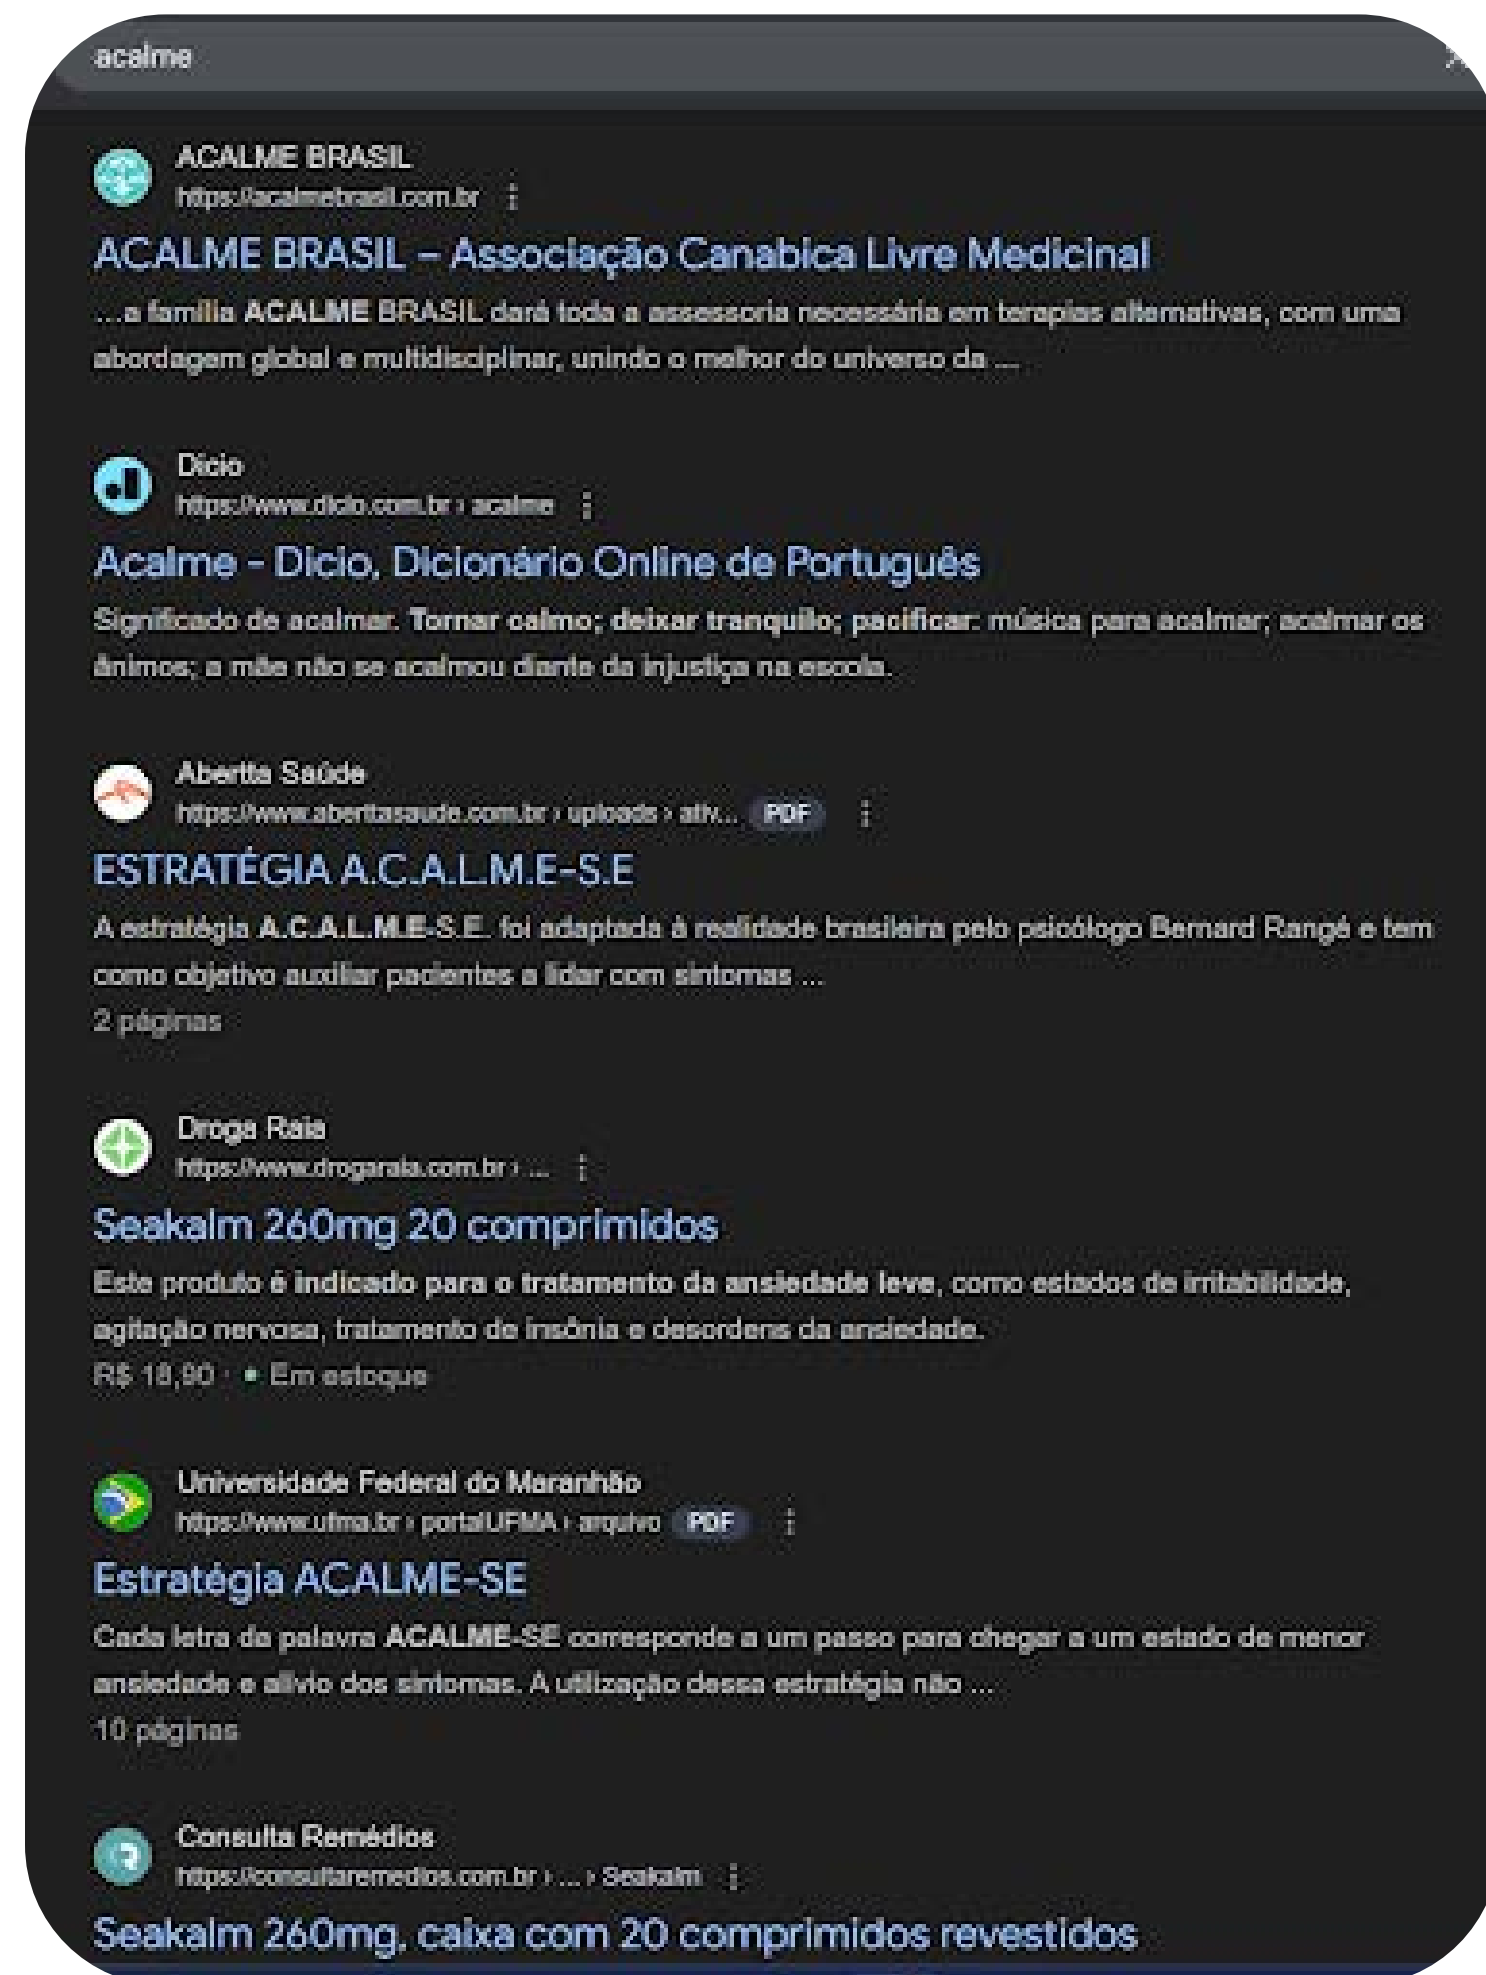 acalme
ACALME BRASIL
https://acalmebrasil.com.br
ACALME BRASIL – Associação Canabica Livre Medicinal
...a família ACALME BRASIL dará toda a assessoria necessária em terapias alternativas, com uma
abordagem global e multidisciplinar, unindo o melhor do universo da ...
Dicio
https://www.dicio.com.br › acalme
Acalme - Dicio, Dicionário Online de Português
Significado de acalmar. Tornar calmo; deixar tranquilo; pacificar: música para acalmar; acalmar os
ânimos; a mãe não se acalmou diante da injustiça na escola.
Abertta Saúde
https://www.aberttasaude.com.br › uploads › ativ... PDF
ESTRATÉGIA A.C.A.L.M.E-S.E
A estratégia A.C.A.L.M.E-S.E. foi adaptada à realidade brasileira pelo psicólogo Bernard Rangé e tem
como objetivo auxiliar pacientes a lidar com sintomas ...
2 páginas
Droga Raia
https://www.drogaraia.com.br › ...
Seakalm 260mg 20 comprimidos
Este produto é indicado para o tratamento da ansiedade leve, como estados de irritabilidade,
agitação nervosa, tratamento de insônia e desordens da ansiedade.
R$ 18,90 · Em estoque
Universidade Federal do Maranhão
https://www.ufma.br › portalUFMA › arquivo PDF
Estratégia ACALME-SE
Cada letra da palavra ACALME-SE corresponde a um passo para chegar a um estado de menor
ansiedade e alívio dos sintomas. A utilização dessa estratégia não ...
10 páginas
Consulta Remédios
https://consultaremedios.com.br › ... › Seakalm
Seakalm 260mg, caixa com 20 comprimidos revestidos